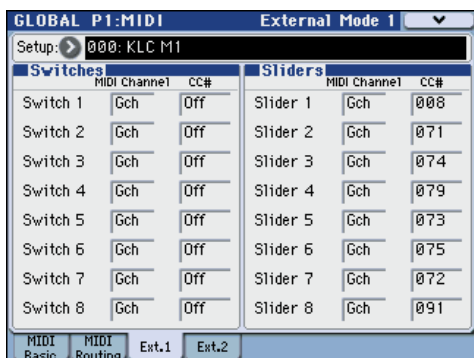 GLOBAL P1:MIDI External Mode 1
Setup: 000: KLC M1
Switches Sliders
MIDI Channel CC# MIDI Channel CC#
Switch 1 Gch Off Slider 1 Gch 008
Switch 2 Gch Off Slider 2 Gch 071
Switch 3 Gch Off Slider 3 Gch 074
Switch 4 Gch Off Slider 4 Gch 079
Switch 5 Gch Off Slider 5 Gch 073
Switch 6 Gch Off Slider 6 Gch 075
Switch 7 Gch Off Slider 7 Gch 072
Switch 8 Gch Off Slider 8 Gch 091
MIDI MIDI Ext.1 Ext.2
Basic Routing